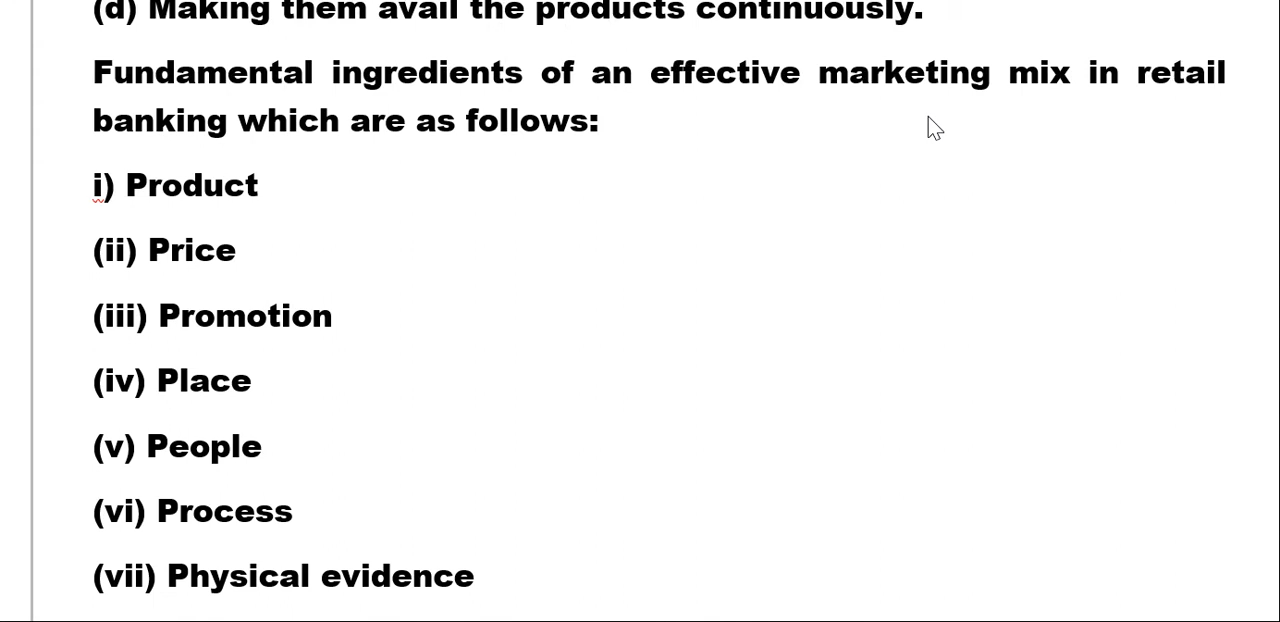 (d) Making them avail the products continuously.
Fundamental ingredients of an effective marketing mix in retail
banking which are as follows:
i) Product
(ii) Price
(iii) Promotion
(iv) Place
(v) People
(vi) Process
(vii) Physical evidence